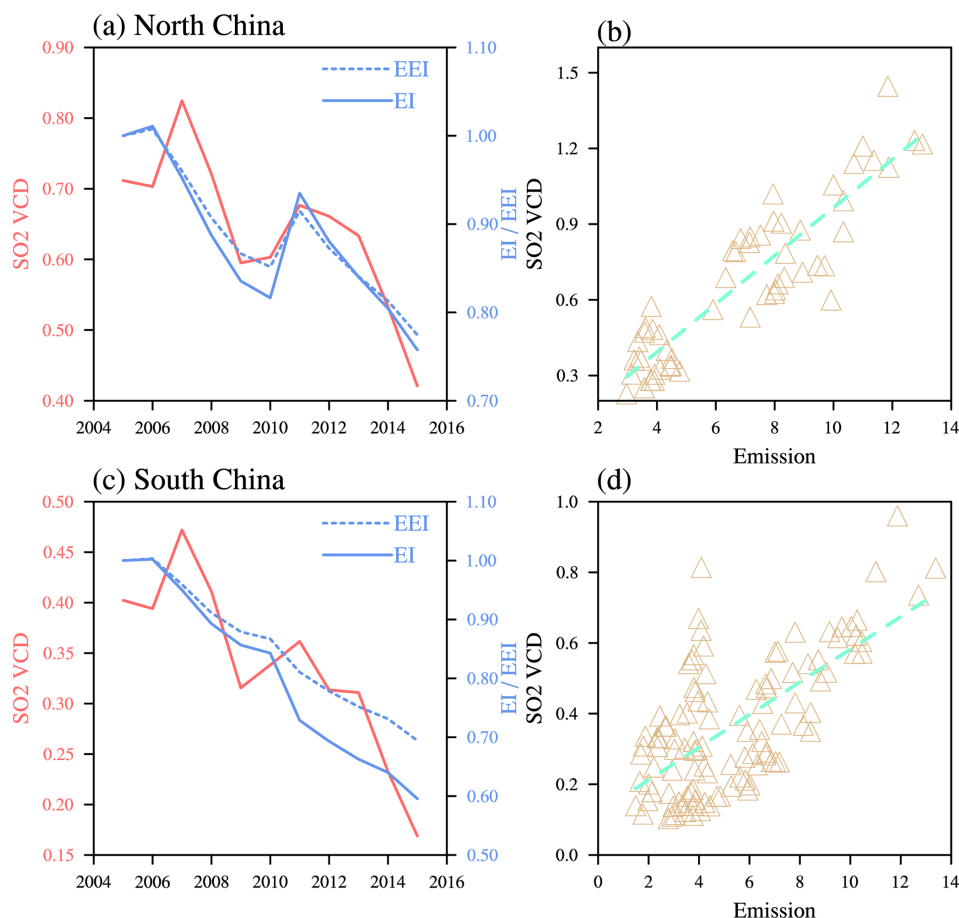 (a) North China
(b)
0.90
0.80
0.70
0.60
0.50
0.40
SO2 VCD
1.10
1.00
0.90
0.80
0.70
EI / EEI
EEI
EI
2004 2006 2008 2010 2012 2014 2016
1.5
1.2
0.9
0.6
0.3
SO2 VCD
2 4 6 8 10 12 14
Emission
(c) South China
(d)
0.50
0.45
0.40
0.35
0.30
0.25
0.20
0.15
SO2 VCD
1.10
1.00
0.90
0.80
0.70
0.60
0.50
EI / EEI
EEI
EI
2004 2006 2008 2010 2012 2014 2016
1.0
0.8
0.6
0.4
0.2
0.0
SO2 VCD
0 2 4 6 8 10 12 14
Emission